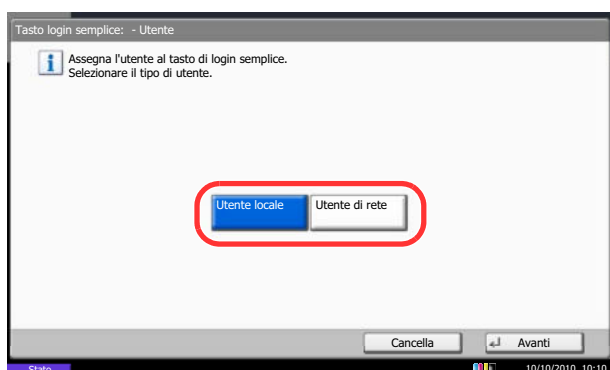 Tasto login semplice: - Utente
Assegna l'utente al tasto di login semplice.
Selezionare il tipo di utente.
Utente locale
Utente di rete
Cancella
Avanti
Stato
10/10/2010 10:10